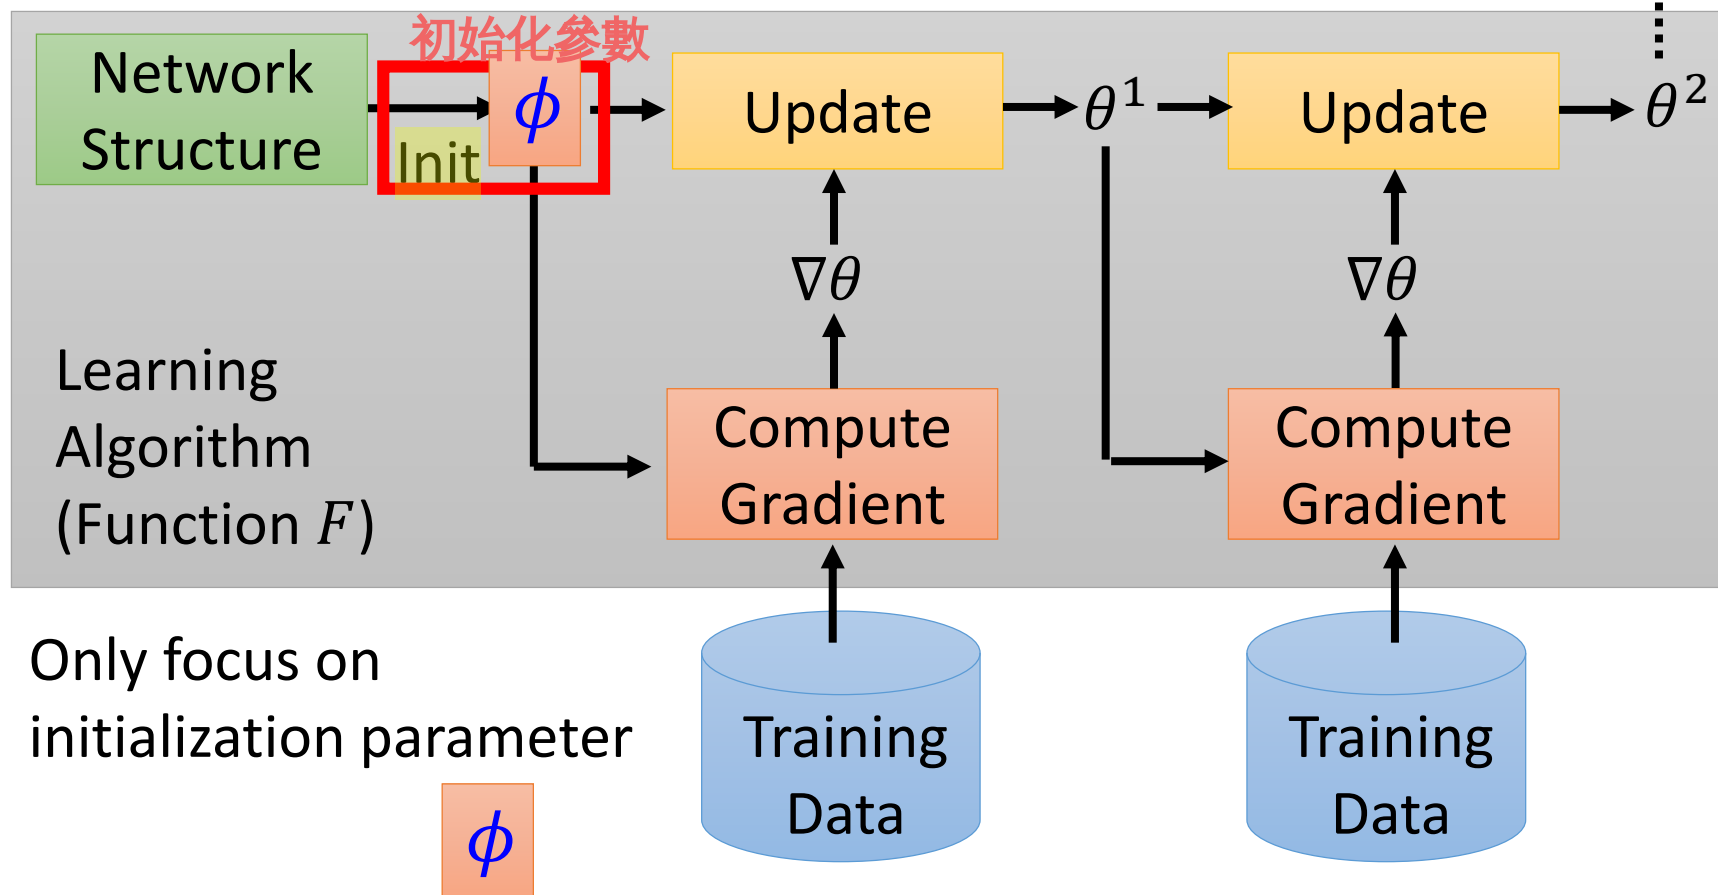 初始化參數
Network
Structure
Init
ϕ
Update
θ¹
Update
θ²
∇θ
∇θ
Learning
Algorithm
(Function F)
Compute
Gradient
Compute
Gradient
Only focus on
initialization parameter
ϕ
Training
Data
Training
Data